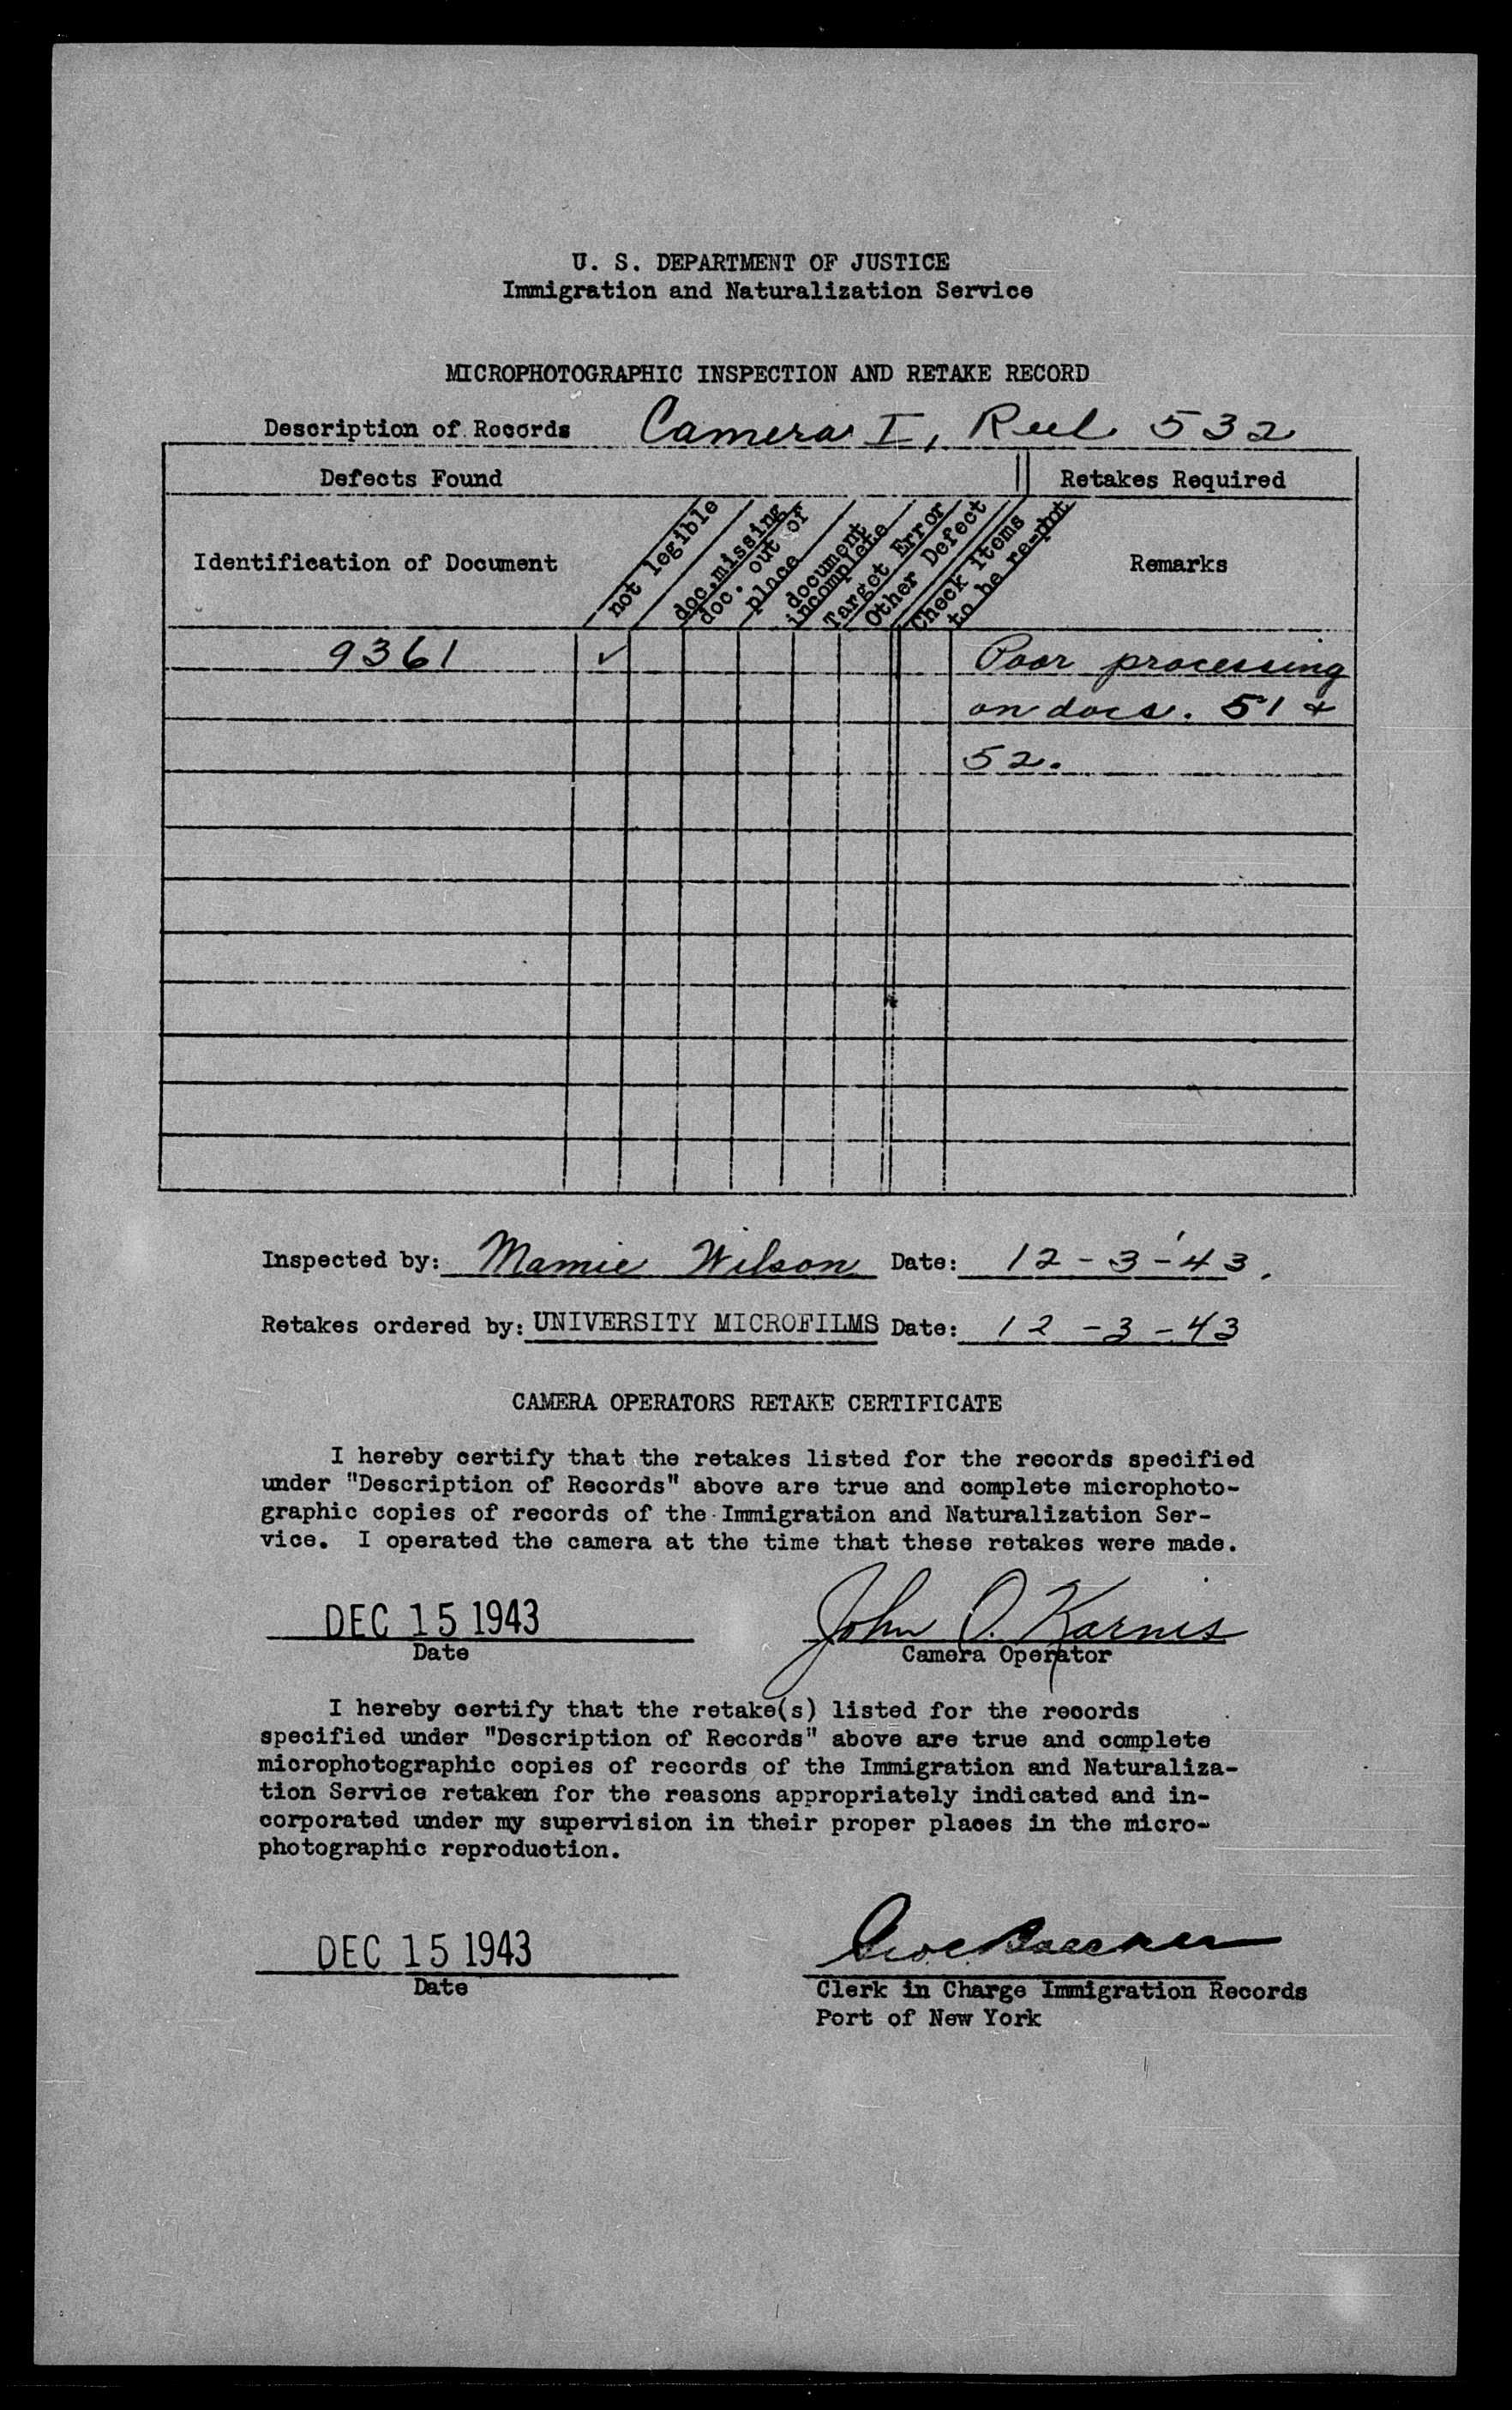 U. S. DEPARTMENT OF JUSTICE
Immigration and Naturalization Service
MICROPHOTOGRAPHIC INSPECTION AND RETAKE RECORD
Description of Records Camera I, Reel 532
Defects Found Retakes Required
Identification of Document
not legible
doc. missing
doc. out of
place
document
incomplete
Target Error
Other Defect
Check Items
to be re-phot
Remarks
9361 ✓ Poor processing
on docs. 51 &
52.
Inspected by: Mamie Wilson Date: 12-3-'43.
Retakes ordered by: UNIVERSITY MICROFILMS Date: 12-3-43
CAMERA OPERATORS RETAKE CERTIFICATE
I hereby certify that the retakes listed for the records specified
under "Description of Records" above are true and complete microphoto-
graphic copies of records of the Immigration and Naturalization Ser-
vice. I operated the camera at the time that these retakes were made.
DEC 15 1943 John O. Karnis
Date Camera Operator
I hereby certify that the retake(s) listed for the records
specified under "Description of Records" above are true and complete
microphotographic copies of records of the Immigration and Naturaliza-
tion Service retaken for the reasons appropriately indicated and in-
corporated under my supervision in their proper places in the micro-
photographic reproduction.
DEC 15 1943
Date Clerk in Charge Immigration Records
Port of New York